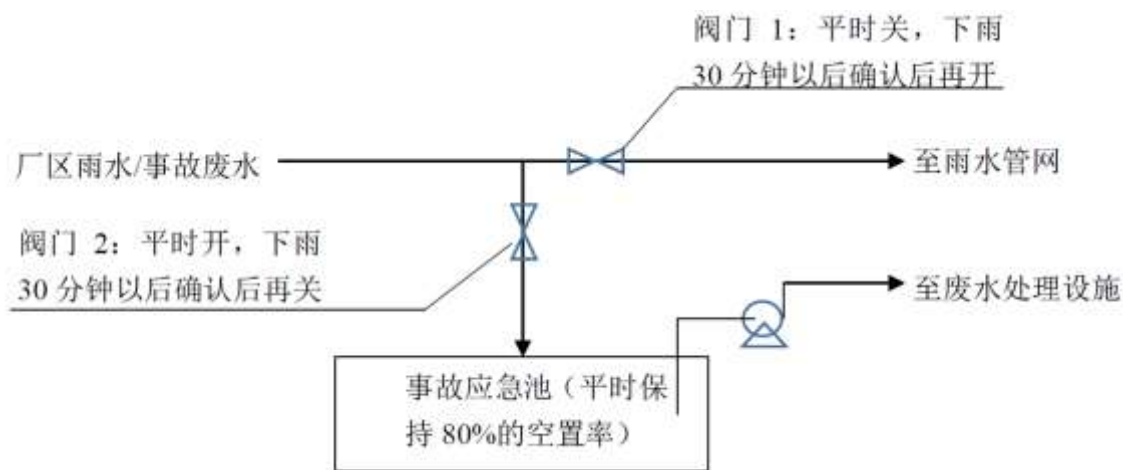 阀门 1：平时关，下雨
30 分钟以后确认后再开
厂区雨水/事故废水
至雨水管网
阀门 2：平时开，下雨
30 分钟以后确认后再关
至废水处理设施
事故应急池（平时保
持 80%的空置率）